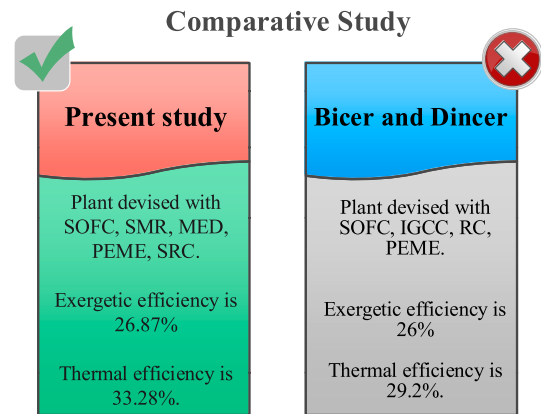 Comparative Study
Present study
Plant devised with
SOFC, SMR, MED,
PEME, SRC.
Exergetic efficiency is
26.87%
Thermal efficiency is
33.28%.
Bicer and Dincer
Plant devised with
SOFC, IGCC, RC,
PEME.
Exergetic efficiency is
26%
Thermal efficiency is
29.2%.